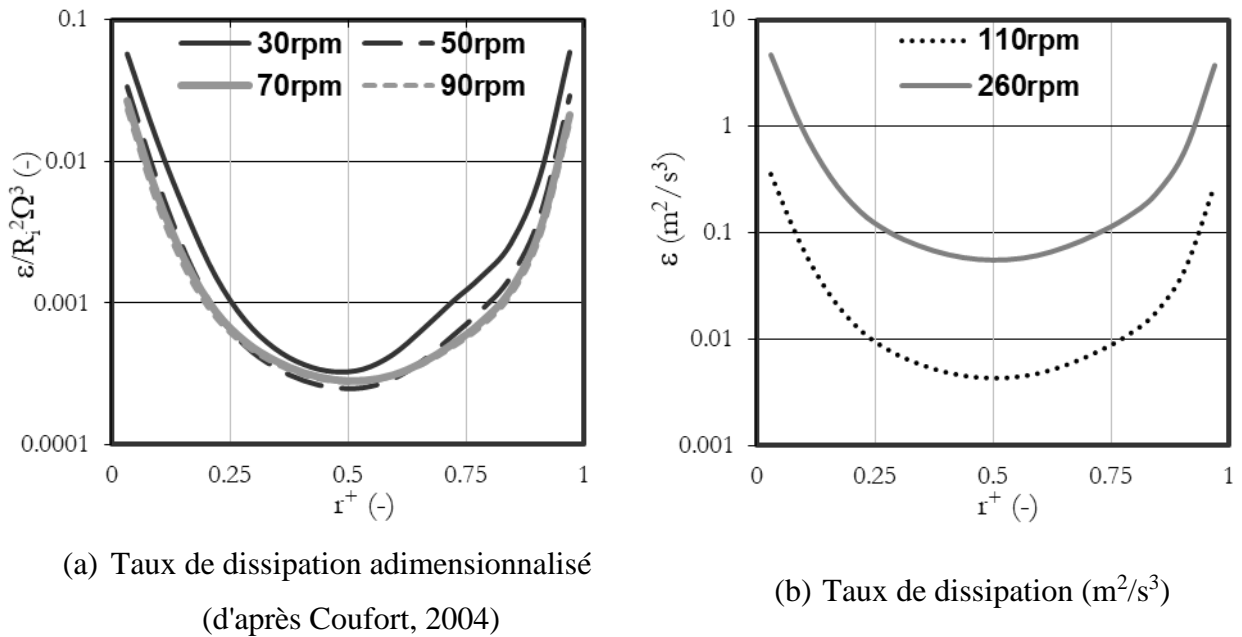 0.1
0.01
0.001
0.0001
ε/Rᵢ²Ω³ (-)
30rpm
50rpm
70rpm
90rpm
0
0.25
0.5
0.75
1
r⁺ (-)
(a) Taux de dissipation adimensionnalisé
(d'après Coufort, 2004)
10
1
0.1
0.01
0.001
ε (m²/s³)
110rpm
260rpm
0
0.25
0.5
0.75
1
r⁺ (-)
(b) Taux de dissipation (m²/s³)